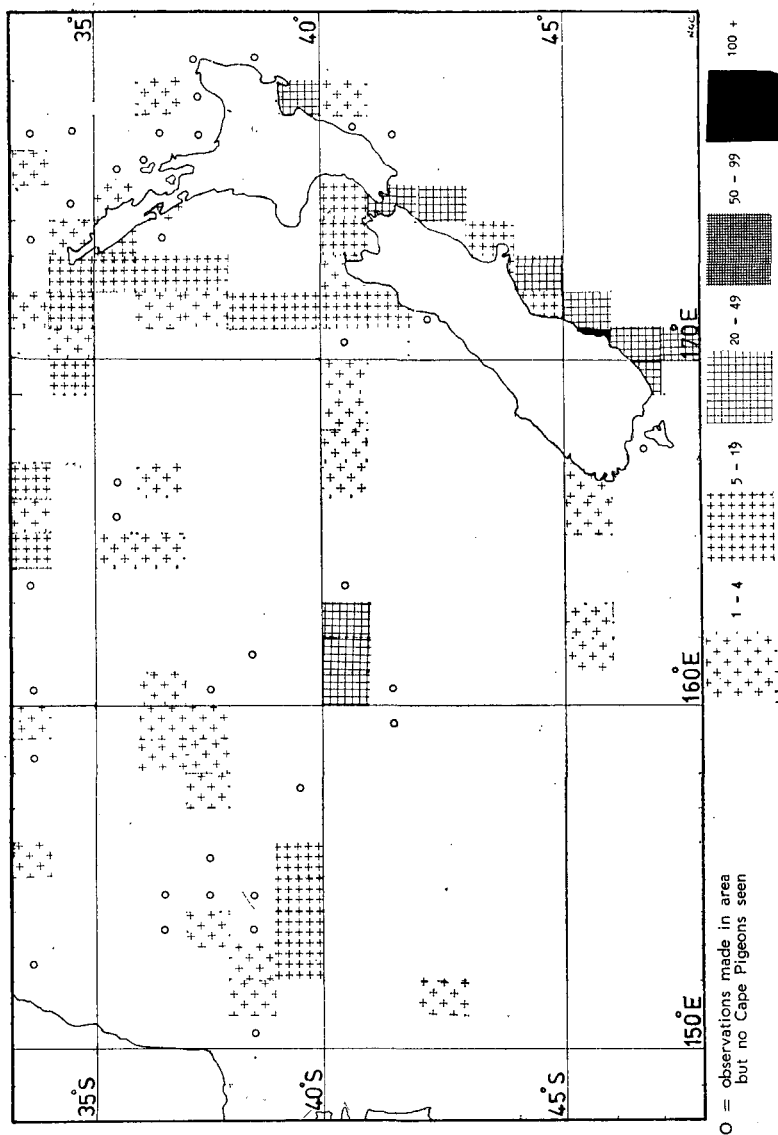 35°
40°
45°
NGC
170°E
160°E
150°E
35°S
40°S
45°S
1 - 4
5 - 19
20 - 49
50 - 99
100 +
O = observations made in area
but no Cape Pigeons seen